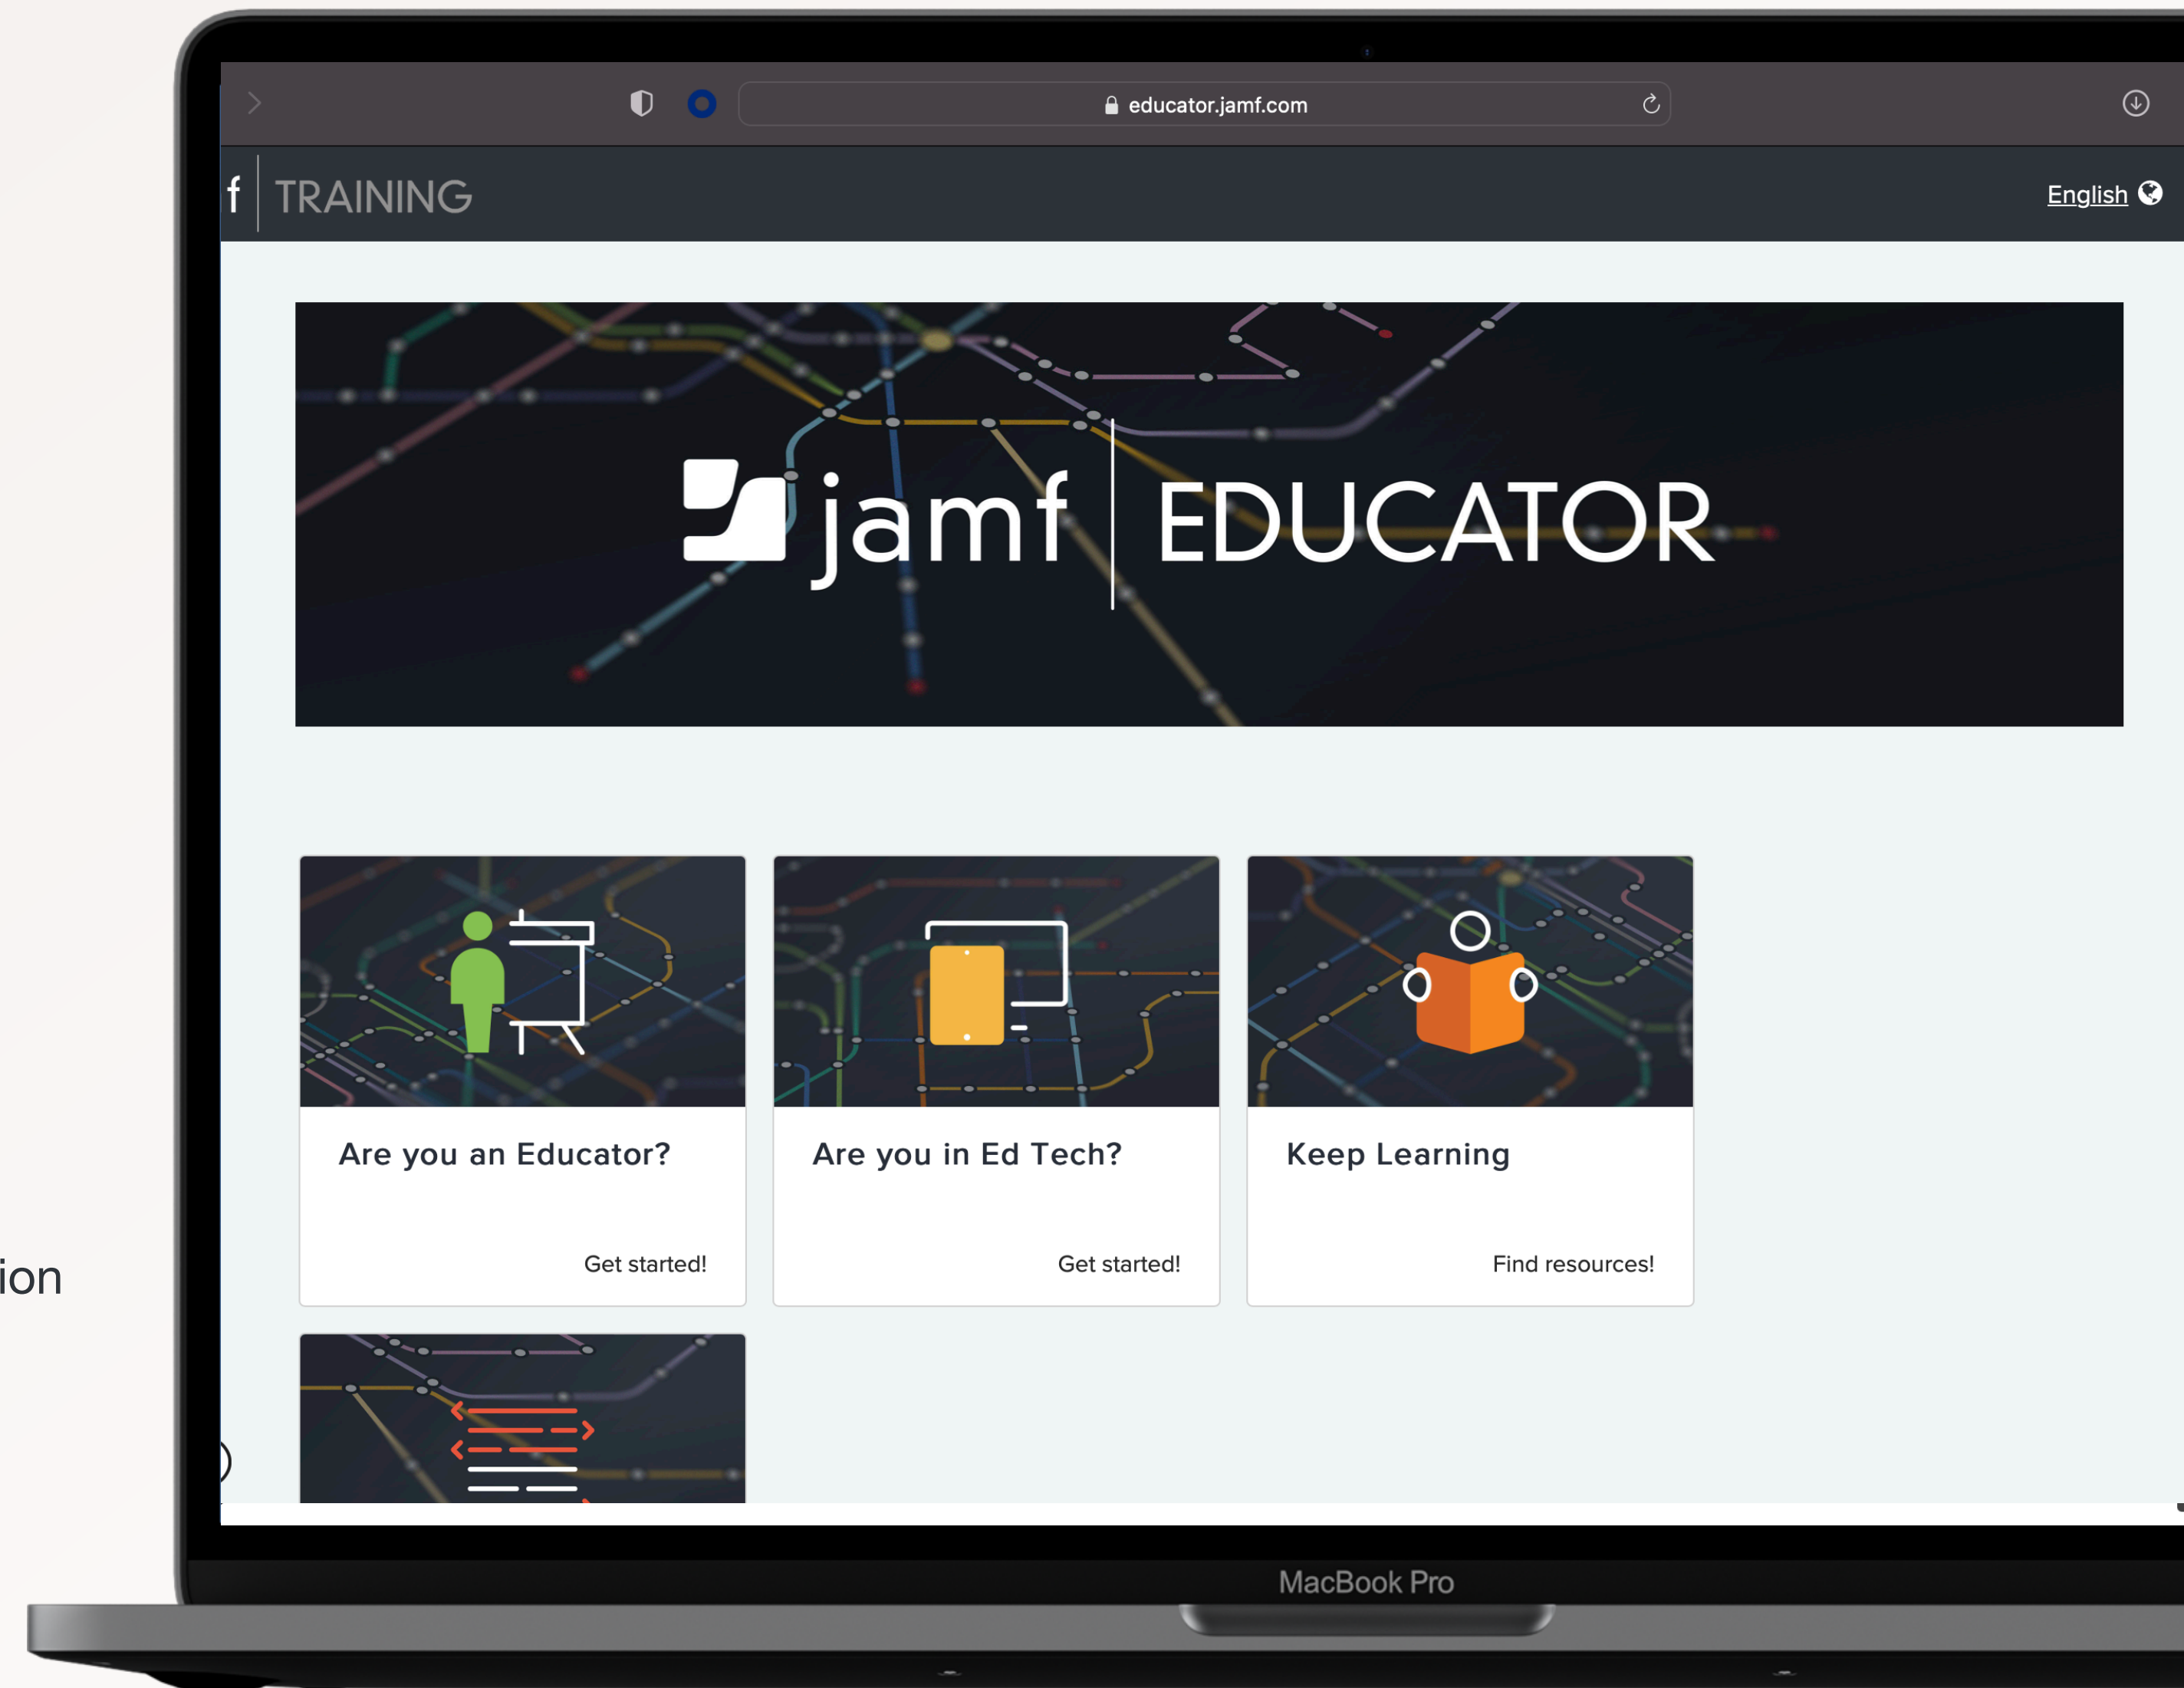 educator.jamf.com
f TRAINING
English
jamf EDUCATOR
Are you an Educator?
Get started!
Are you in Ed Tech?
Get started!
Keep Learning
Find resources!
ion
MacBook Pro